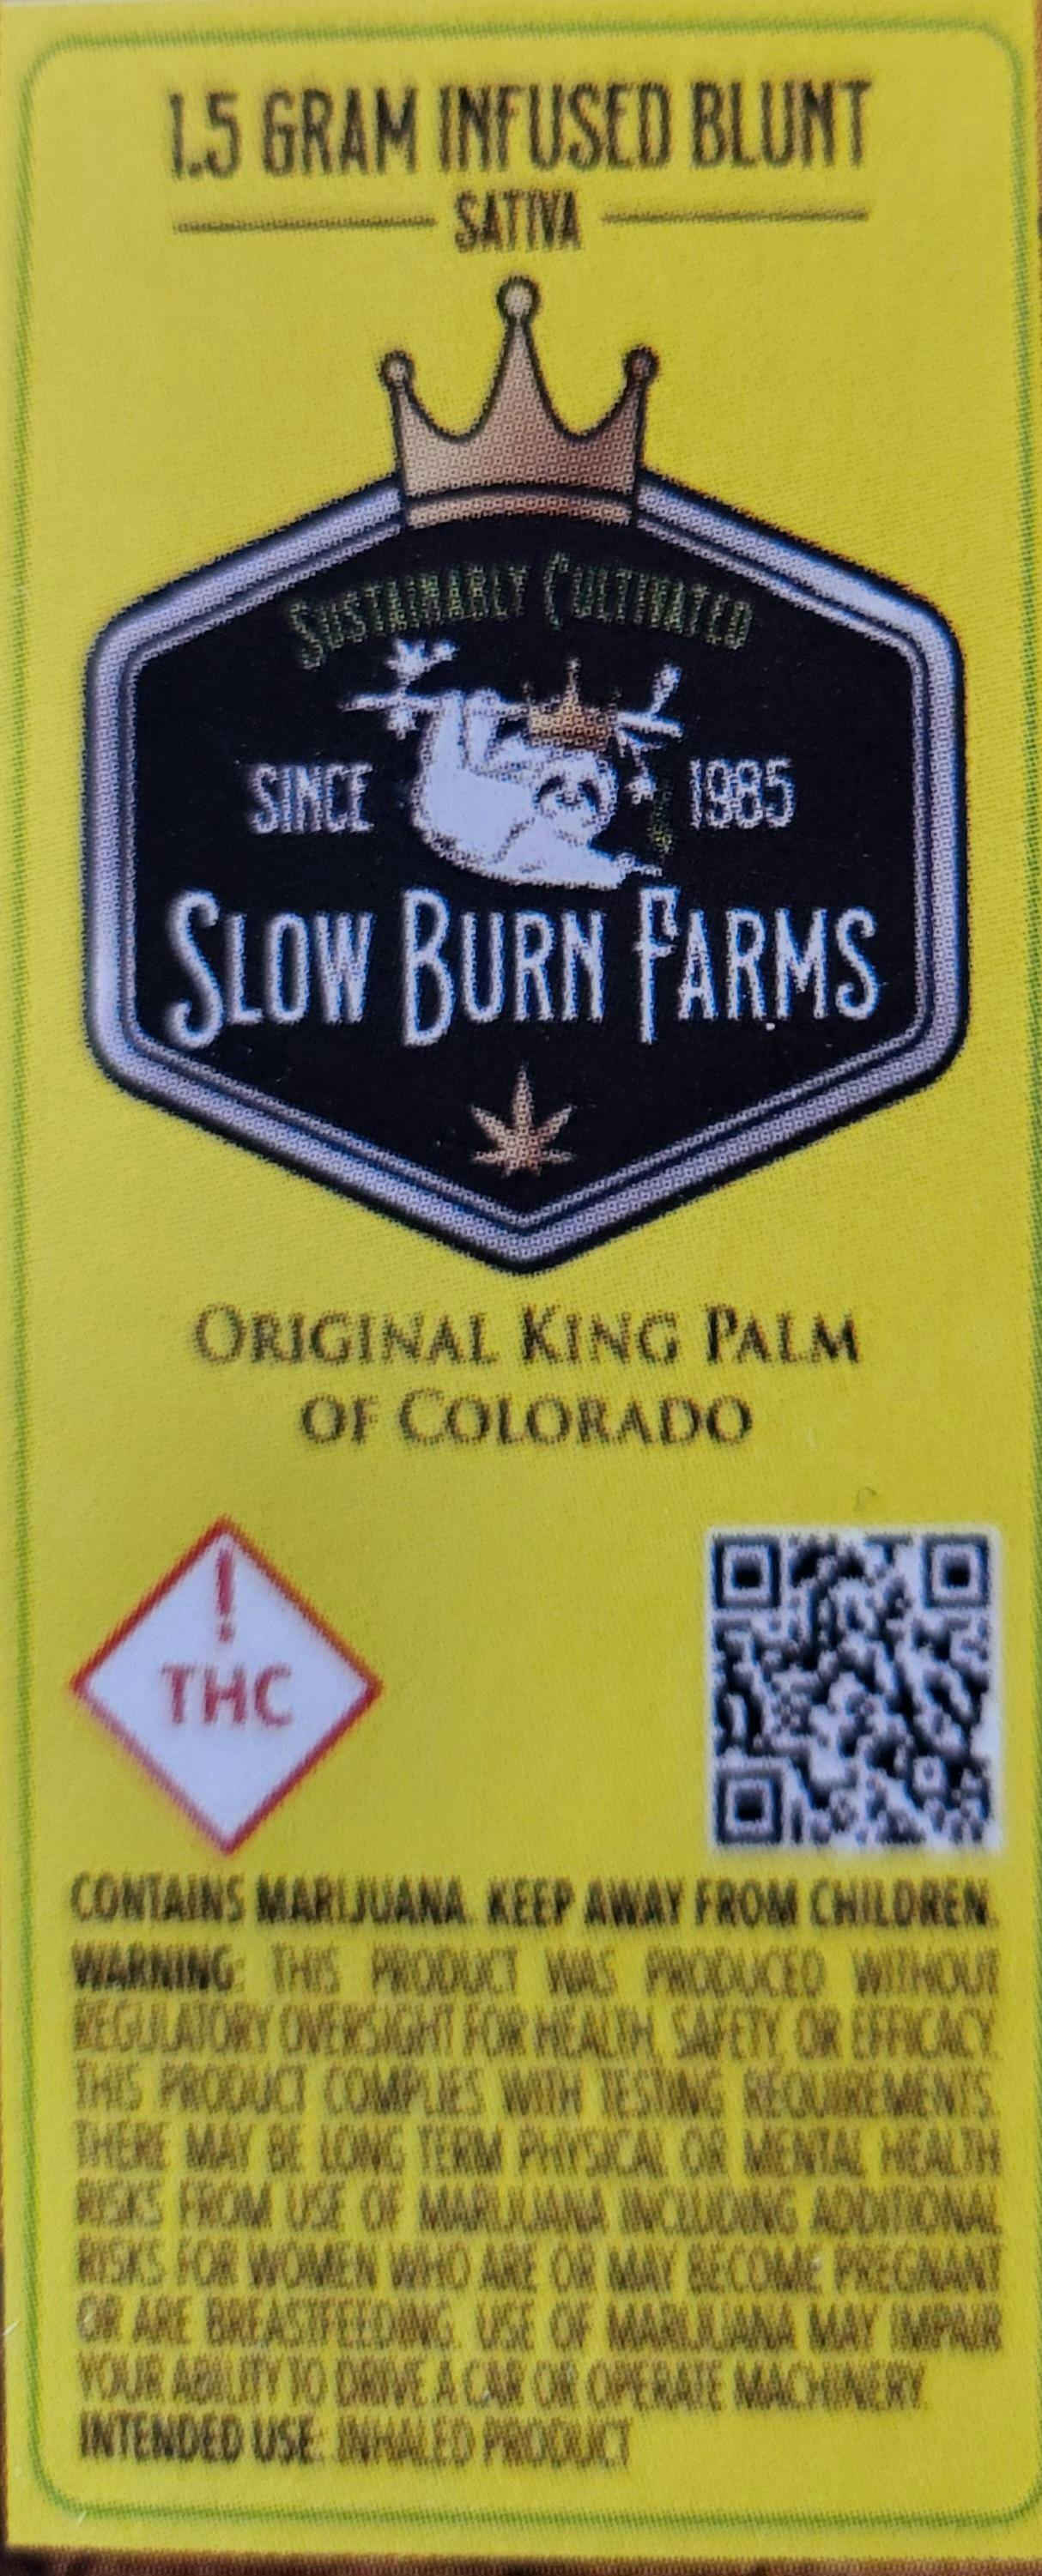 1.5 GRAM INFUSED BLUNT
SATIVA
SUSTAINABLY CULTIVATED
SINCE 1985
SLOW BURN FARMS
ORIGINAL KING PALM
OF COLORADO
!
THC
CONTAINS MARIJUANA. KEEP AWAY FROM CHILDREN.
WARNING: THIS PRODUCT WAS PRODUCED WITHOUT
REGULATORY OVERSIGHT FOR HEALTH, SAFETY, OR EFFICACY.
THIS PRODUCT COMPLIES WITH TESTING REQUIREMENTS.
THERE MAY BE LONG TERM PHYSICAL OR MENTAL HEALTH
RISKS FROM USE OF MARIJUANA INCLUDING ADDITIONAL
RISKS FOR WOMEN WHO ARE OR MAY BECOME PREGNANT
OR ARE BREASTFEEDING. USE OF MARIJUANA MAY IMPAIR
YOUR ABILITY TO DRIVE A CAR OR OPERATE MACHINERY.
INTENDED USE: INHALED PRODUCT